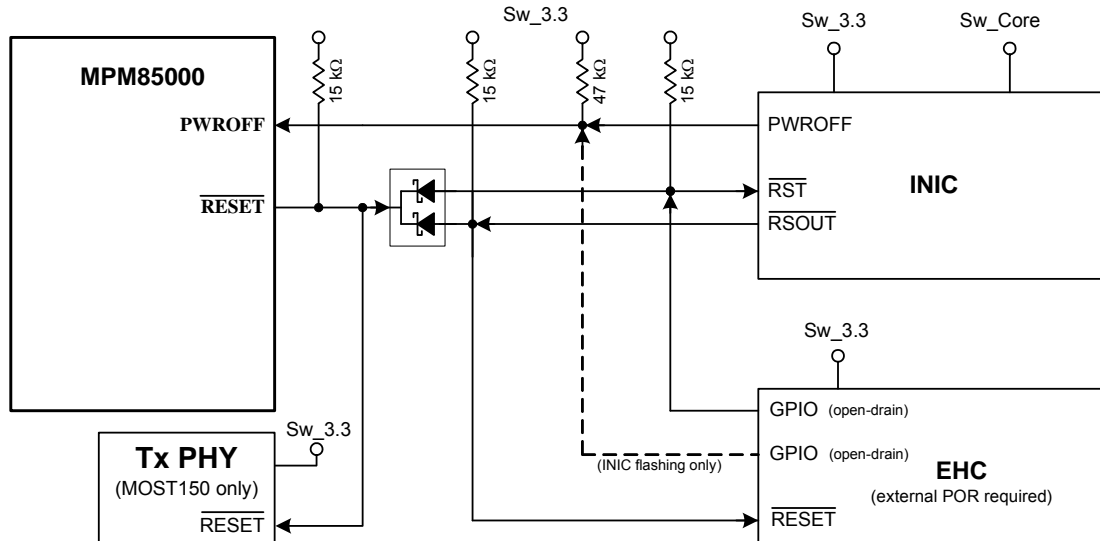 Sw_3.3
Sw_3.3
Sw_Core
MPM85000
15 kΩ
15 kΩ
47 kΩ
15 kΩ
PWROFF
PWROFF
INIC
RESET
RST
RSOUT
Sw_3.3
GPIO (open-drain)
Sw_3.3
Tx PHY
(MOST150 only)
GPIO (open-drain)
(INIC flashing only)
EHC
(external POR required)
RESET
RESET